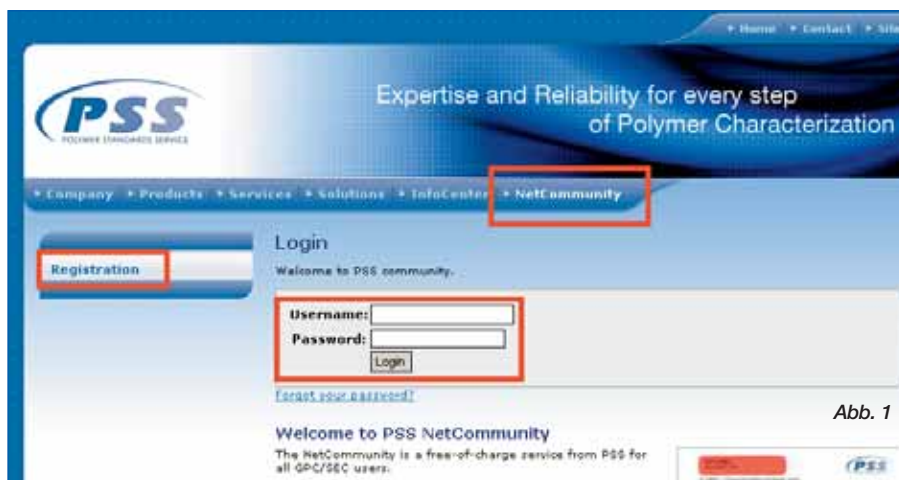 Home Contact
PSS
POLYMER STANDARDS SERVICE
Expertise and Reliability for every step
of Polymer Characterization
Company Products Services Solutions InfoCenter NetCommunity
Registration
Login
Welcome to PSS community.
Username:
Password:
Login
Forgot your password?
Abb. 1
Welcome to PSS NetCommunity
The NetCommunity is a free-of-charge service from PSS for
all GPC/SEC users.
PSS